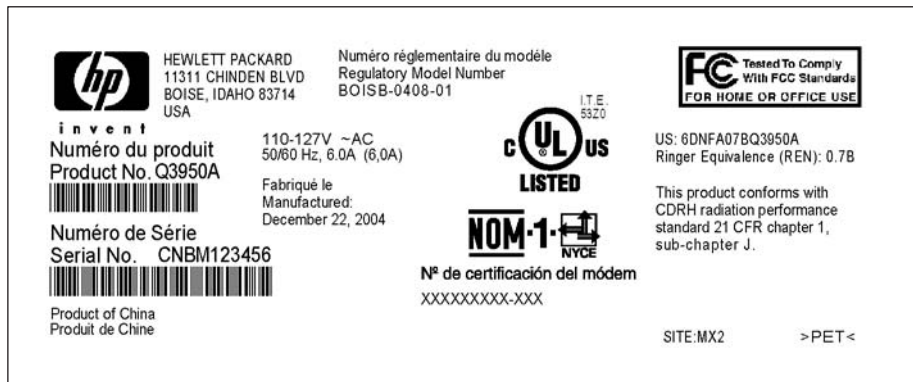 hp
invent
HEWLETT PACKARD
11311 CHINDEN BLVD
BOISE, IDAHO 83714
USA
Numéro réglementaire du modéle
Regulatory Model Number
BOISB-0408-01
Numéro du produit
Product No. Q3950A
Numéro de Série
Serial No. CNBM123456
Product of China
Produit de Chine
110-127V ~AC
50/60 Hz, 6.0A (6,0A)
Fabriqué le
Manufactured:
December 22, 2004
I.T.E.
53Z0
C UL US
LISTED
NOM-1-
NYCE
Nº de certificación del módem
XXXXXXXXX-XXX
FC Tested To Comply
With FCC Standards
FOR HOME OR OFFICE USE
US: 6DNFA07BQ3950A
Ringer Equivalence (REN): 0.7B
This product conforms with
CDRH radiation performance
standard 21 CFR chapter 1,
sub-chapter J.
SITE:MX2 >PET<